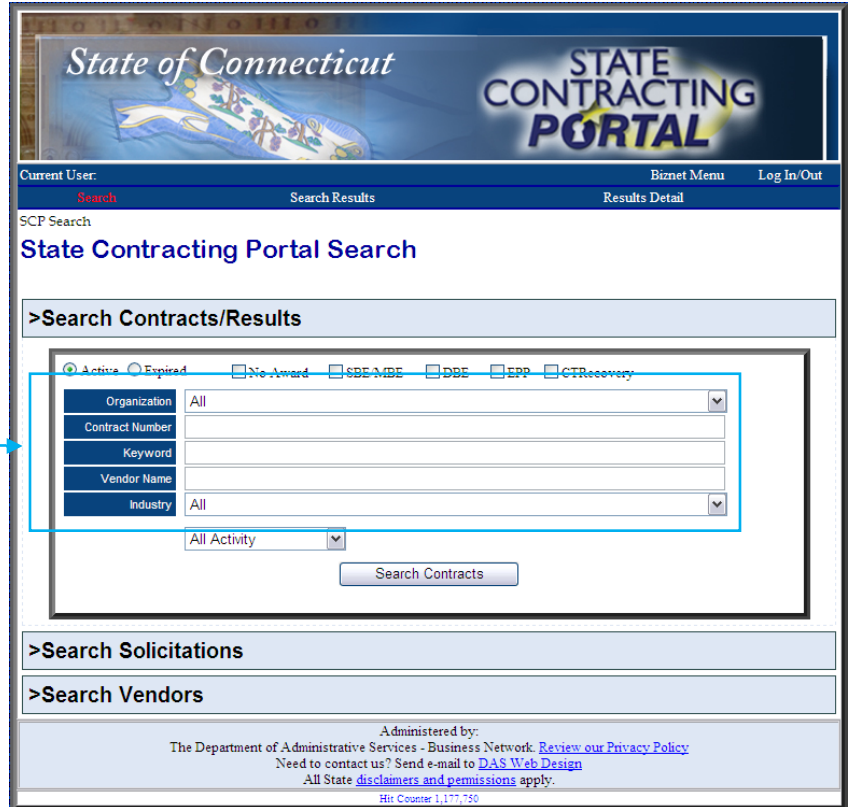 State of Connecticut
STATE
CONTRACTING
PORTAL
Current User: Biznet Menu Log In/Out
Search Search Results Results Detail
SCP Search
State Contracting Portal Search
>Search Contracts/Results
Active Expired No Award SBE/MBE DBE EPP CTRecovery
Organization All
Contract Number
Keyword
Vendor Name
Industry All
All Activity
Search Contracts
>Search Solicitations
>Search Vendors
Administered by:
The Department of Administrative Services - Business Network. Review our Privacy Policy
Need to contact us? Send e-mail to DAS Web Design
All State disclaimers and permissions apply.
Hit Counter 1,177,750